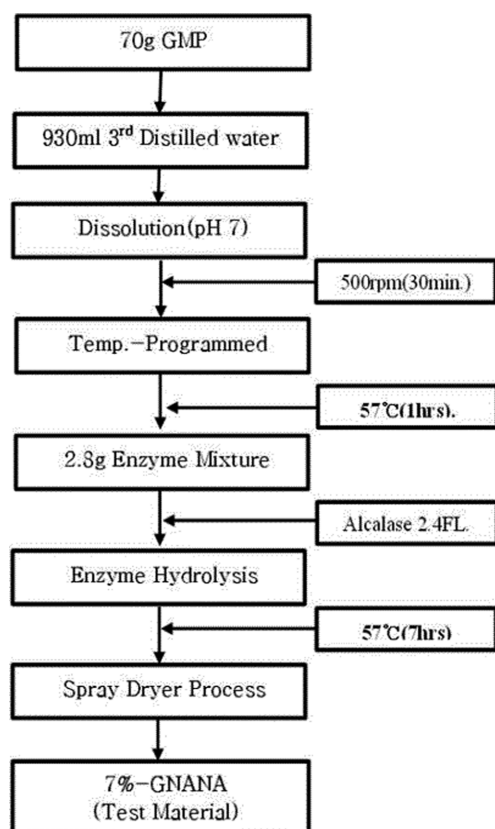 70g GMP
930ml 3rd Distilled water
Dissolution(pH 7)
500rpm(30min.)
Temp.-Programmed
57℃(1hrs).
2.8g Enzyme Mixture
Alcalase 2.4FL.
Enzyme Hydrolysis
57℃(7hrs)
Spray Dryer Process
7%-GNANA
(Test Material)